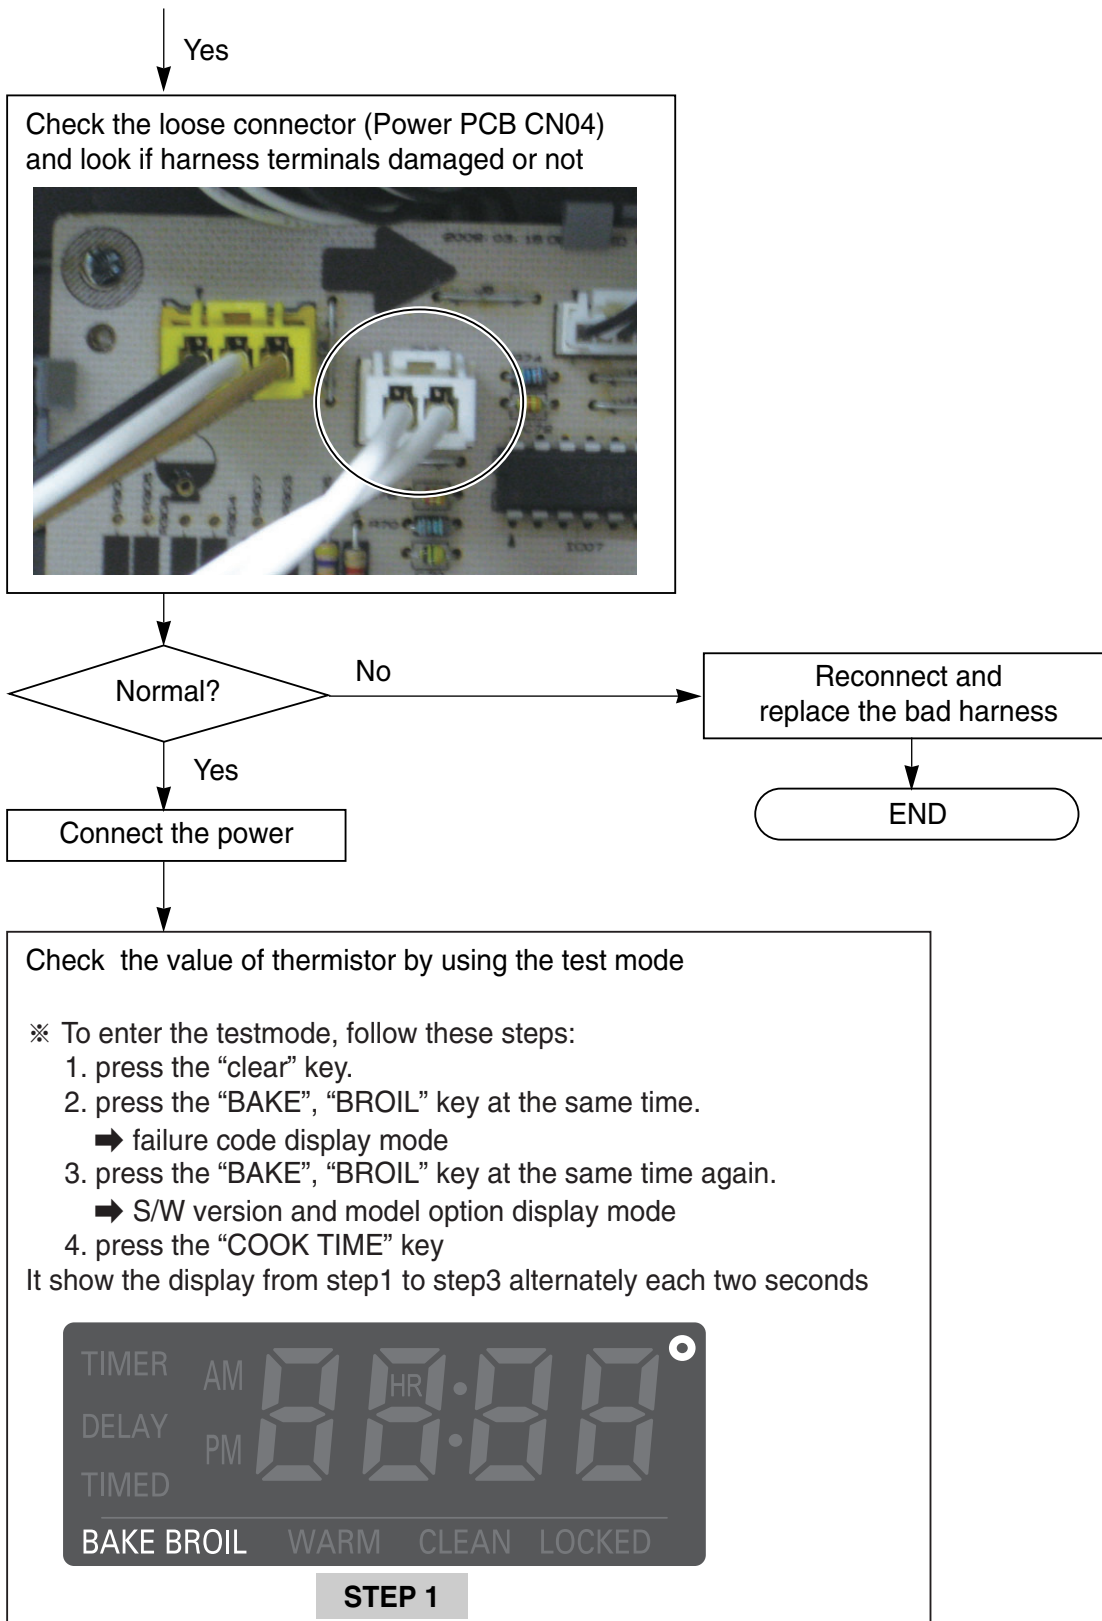 Yes
Check the loose connector (Power PCB CN04)
and look if harness terminals damaged or not
IC07
Normal?
No
Reconnect and
replace the bad harness
Yes
END
Connect the power
Check the value of thermistor by using the test mode
※ To enter the testmode, follow these steps:
1. press the “clear” key.
2. press the “BAKE”, “BROIL” key at the same time.
➡ failure code display mode
3. press the “BAKE”, “BROIL” key at the same time again.
➡ S/W version and model option display mode
4. press the “COOK TIME” key
It show the display from step1 to step3 alternately each two seconds
TIMER
AM
88:88
HR
DELAY
PM
TIMED
BAKE BROIL WARM CLEAN LOCKED
STEP 1